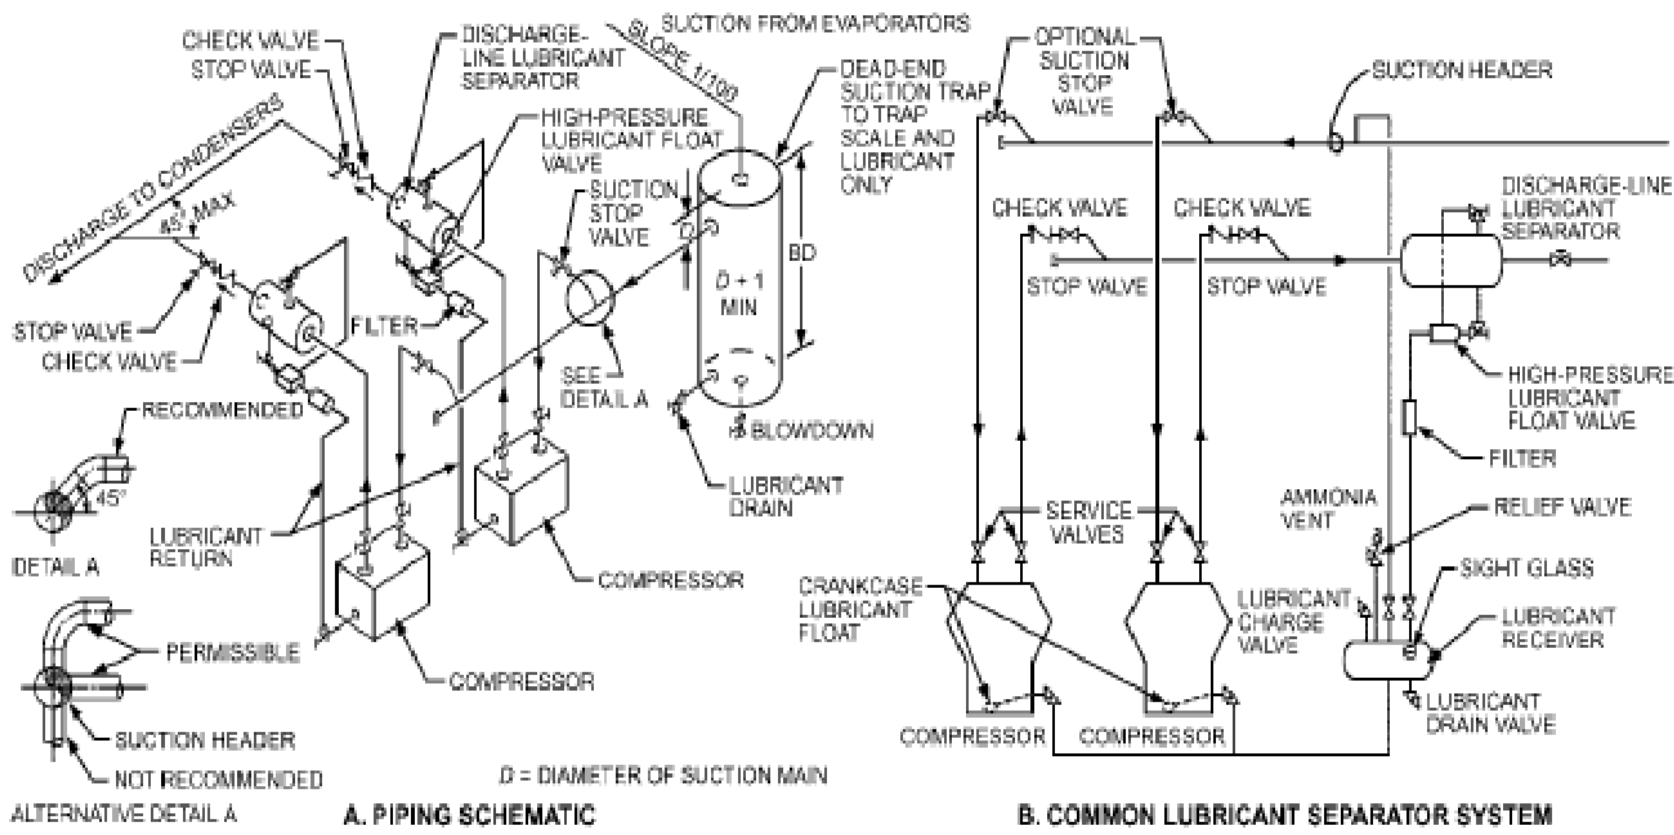 SUCTION FROM EVAPORATORS
SLOPE 1/100
CHECK VALVE
STOP VALVE
DISCHARGE-
LINE LUBRICANT
SEPARATOR
HIGH-PRESSURE
LUBRICANT FLOAT
VALVE
DEAD-END
SUCTION TRAP
TO TRAP
SCALE AND
LUBRICANT
ONLY
SUCTION
STOP
VALVE
DISCHARGE TO CONDENSERS
45° MAX
8D
D + 1
MIN
STOP VALVE
CHECK VALVE
FILTER
SEE
DETAIL A
BLOWDOWN
LUBRICANT
DRAIN
RECOMMENDED
45°
DETAIL A
LUBRICANT
RETURN
COMPRESSOR
COMPRESSOR
PERMISSIBLE
SUCTION HEADER
NOT RECOMMENDED
ALTERNATIVE DETAIL A
D = DIAMETER OF SUCTION MAIN
A. PIPING SCHEMATIC
OPTIONAL
SUCTION
STOP
VALVE
SUCTION HEADER
CHECK VALVE
CHECK VALVE
STOP VALVE
STOP VALVE
DISCHARGE-LINE
LUBRICANT
SEPARATOR
HIGH-PRESSURE
LUBRICANT
FLOAT VALVE
FILTER
AMMONIA
VENT
RELIEF VALVE
SERVICE
VALVES
SIGHT GLASS
CRANKCASE
LUBRICANT
FLOAT
LUBRICANT
CHARGE
VALVE
LUBRICANT
RECEIVER
LUBRICANT
DRAIN VALVE
COMPRESSOR
COMPRESSOR
B. COMMON LUBRICANT SEPARATOR SYSTEM